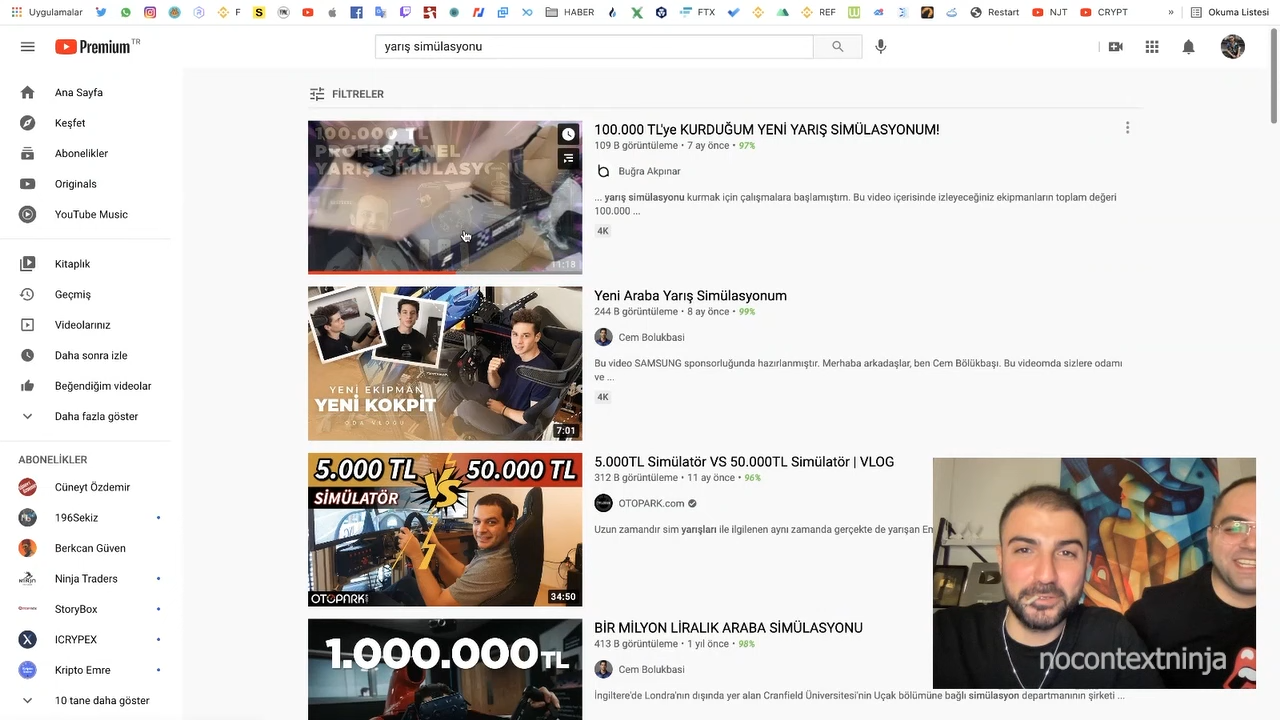 Uygulamalar
F
HABER
FTX
REF
Restart
NJT
CRYPT
»
Okuma Listesi
Premium TR
yarış simülasyonu
Ana Sayfa
Keşfet
Abonelikler
Originals
YouTube Music
Kitaplık
Geçmiş
Videolarınız
Daha sonra izle
Beğendiğim videolar
Daha fazla göster
ABONELİKLER
Cüneyt Özdemir
196Sekiz
Berkcan Güven
Ninja Traders
StoryBox
ICRYPEX
Kripto Emre
10 tane daha göster
FİLTRELER
100.000 TL
PROFESYONEL
YARIŞ SİMÜLASY
11:18
100.000 TL'ye KURDUĞUM YENİ YARIŞ SİMÜLASYONUM!
109 B görüntüleme • 7 ay önce • 97%
Buğra Akpınar
... yarış simülasyonu kurmak için çalışmalara başlamıştım. Bu video içerisinde izleyeceğiniz ekipmanların toplam değeri
100.000 ...
4K
YENİ EKİPMAN
YENİ KOKPİT
ODA VLOGU
7:01
Yeni Araba Yarış Simülasyonum
244 B görüntüleme • 8 ay önce • 99%
Cem Bolukbasi
Bu video SAMSUNG sponsorluğunda hazırlanmıştır. Merhaba arkadaşlar, ben Cem Bölükbaşı. Bu videomda sizlere odamı
ve ...
4K
5.000 TL
SİMÜLATÖR
VS
50.000 TL
OTOPARK
34:50
5.000TL Simülatör VS 50.000TL Simülatör | VLOG
312 B görüntüleme • 11 ay önce • 96%
OTOPARK.com
Uzun zamandır sim yarışları ile ilgilenen aynı zamanda gerçekte de yarışan Em
1.000.000TL
BİR MİLYON LİRALIK ARABA SİMÜLASYONU
413 B görüntüleme • 1 yıl önce • 98%
Cem Bolukbasi
İngiltere'de Londra'nın dışında yer alan Cranfield Üniversitesi'nin Uçak bölümüne bağlı simülasyon departmanının şirketi ...
nocontextninja